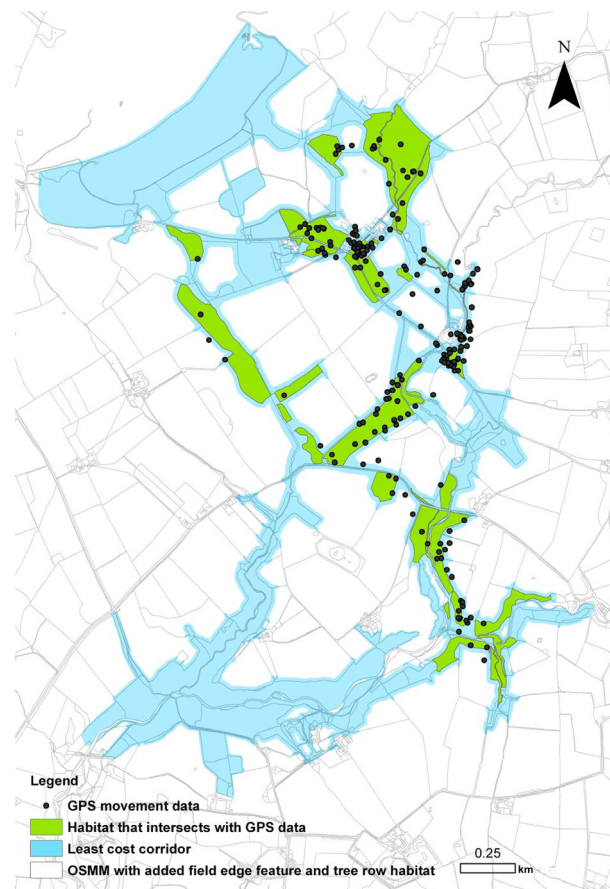 N
Legend
GPS movement data
Habitat that intersects with GPS data
Least cost corridor
OSMM with added field edge feature and tree row habitat
0.25
km